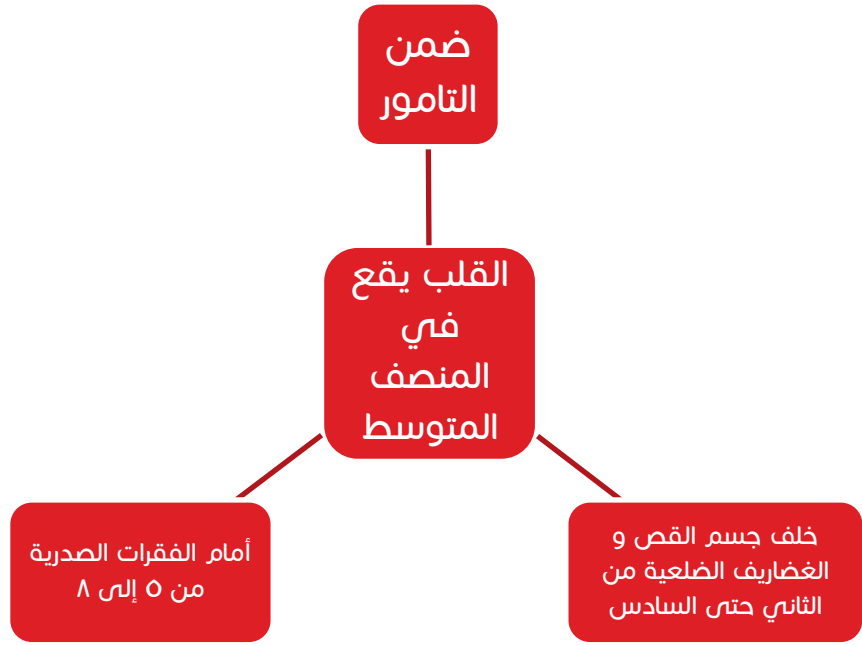 ضمن
التامور
القلب يقع
في
المنصف
المتوسط
خلف جسم القص و
الغضاريف الضلعية من
الثاني حتى السادس
أمام الفقرات الصدرية
من ٥ إلى ٨